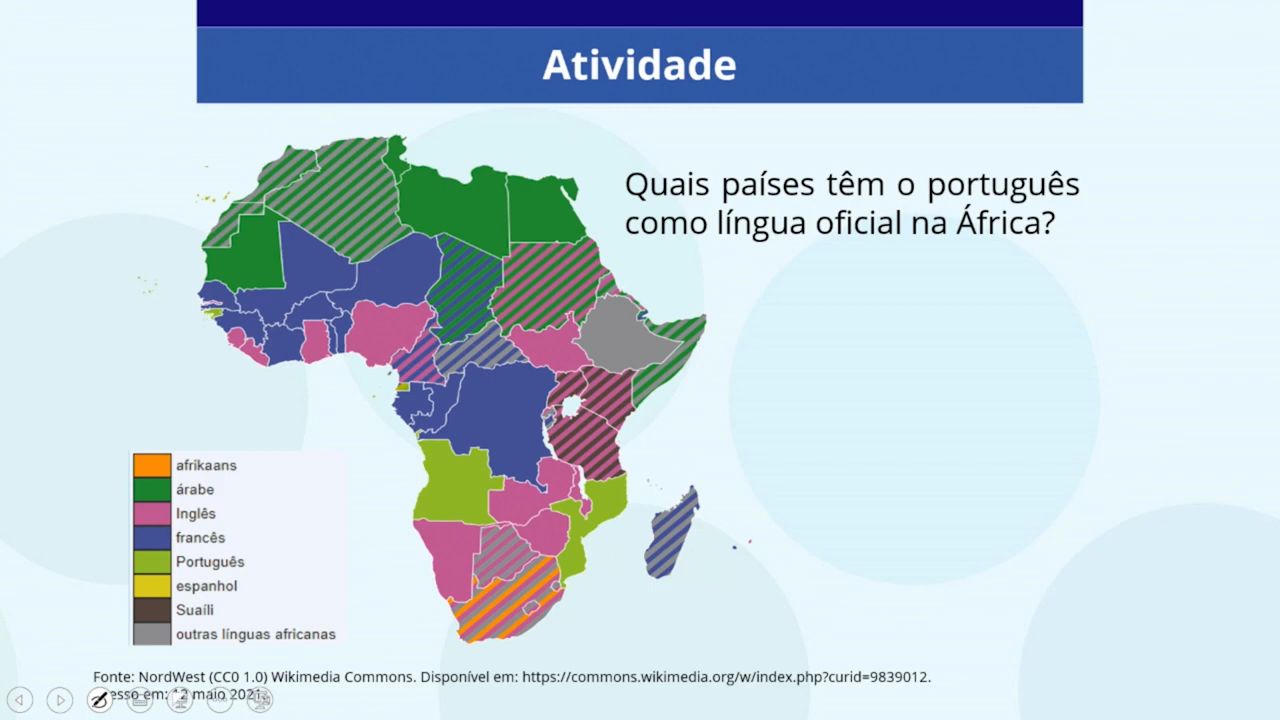 Atividade
Quais países têm o português
como língua oficial na África?
afrikaans
árabe
Inglês
francês
Português
espanhol
Suaíli
outras línguas africanas
Fonte: NordWest (CC0 1.0) Wikimedia Commons. Disponível em: https://commons.wikimedia.org/w/index.php?curid=9839012.
em: 12 maio 2021.